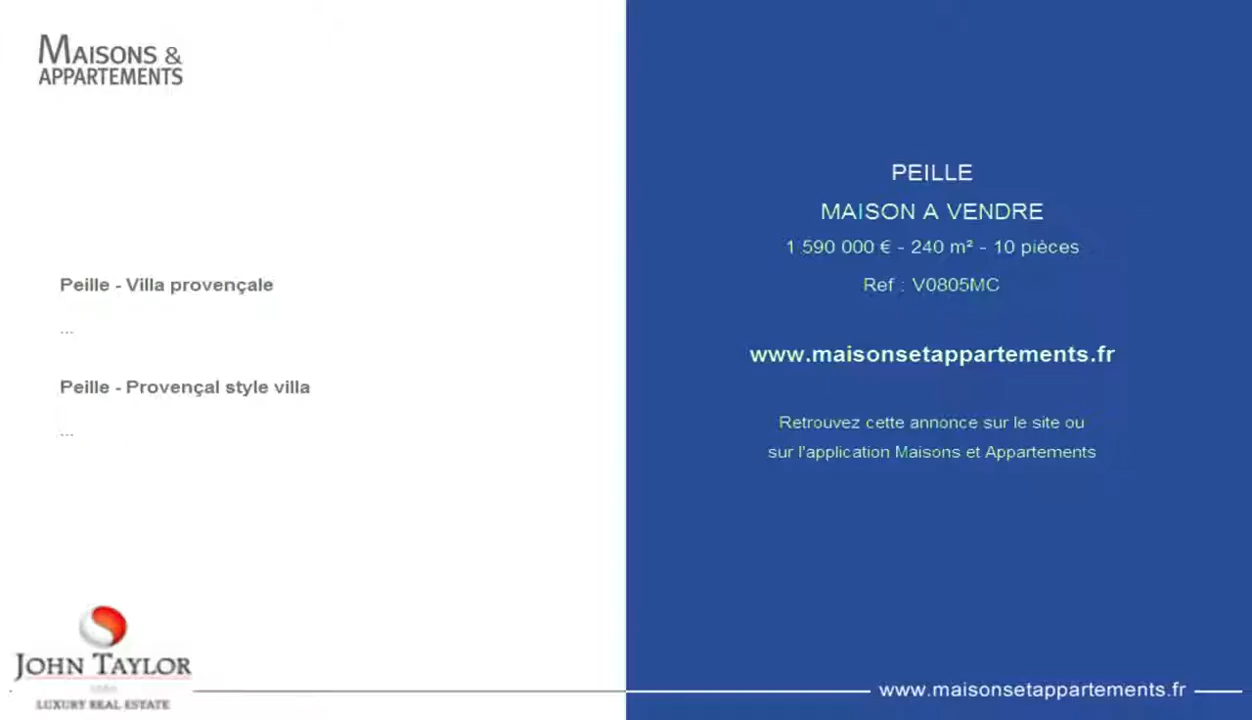 MAISONS &
APPARTEMENTS
Peille - Villa provençale
...
Peille - Provençal style villa
...
JOHN TAYLOR
LUXURY REAL ESTATE
PEILLE
MAISON A VENDRE
1 590 000 € - 240 m² - 10 pièces
Ref : V0805MC
www.maisonsetappartements.fr
Retrouvez cette annonce sur le site ou
sur l'application Maisons et Appartements
www.maisonsetappartements.fr